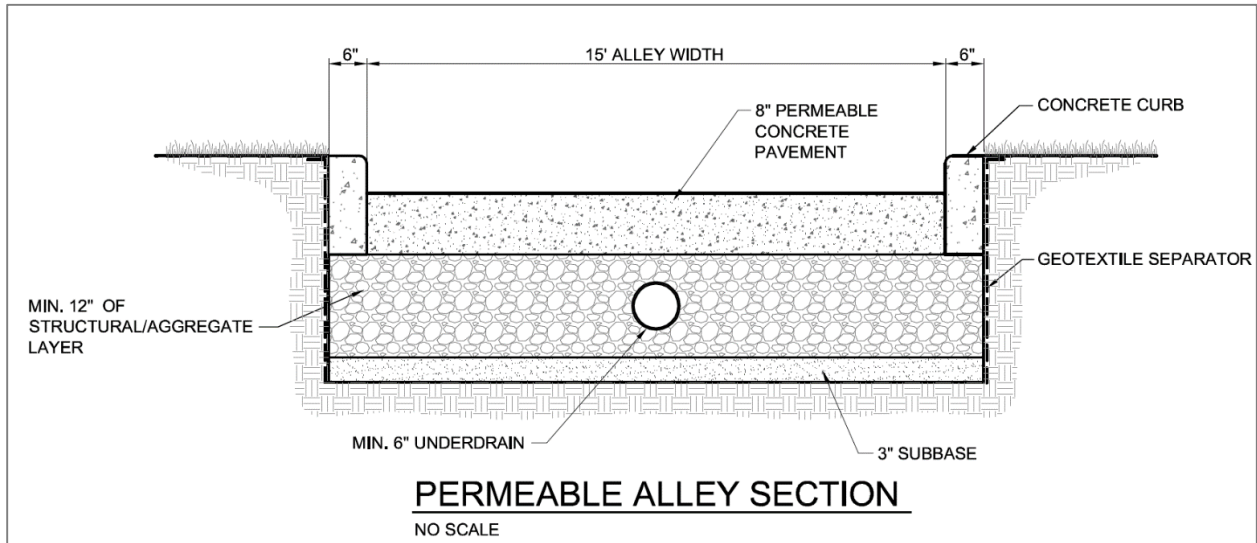 6"
15' ALLEY WIDTH
6"
8" PERMEABLE
CONCRETE
PAVEMENT
CONCRETE CURB
GEOTEXTILE SEPARATOR
MIN. 12" OF
STRUCTURAL/AGGREGATE
LAYER
MIN. 6" UNDERDRAIN
3" SUBBASE
PERMEABLE ALLEY SECTION
NO SCALE